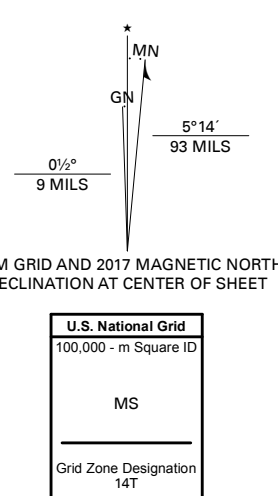 ★
MN
GN
5°14´
93 MILS
0½°
9 MILS
M GRID AND 2017 MAGNETIC NORTH
ECLINATION AT CENTER OF SHEET
U.S. National Grid
100,000 - m Square ID
MS
Grid Zone Designation
14T